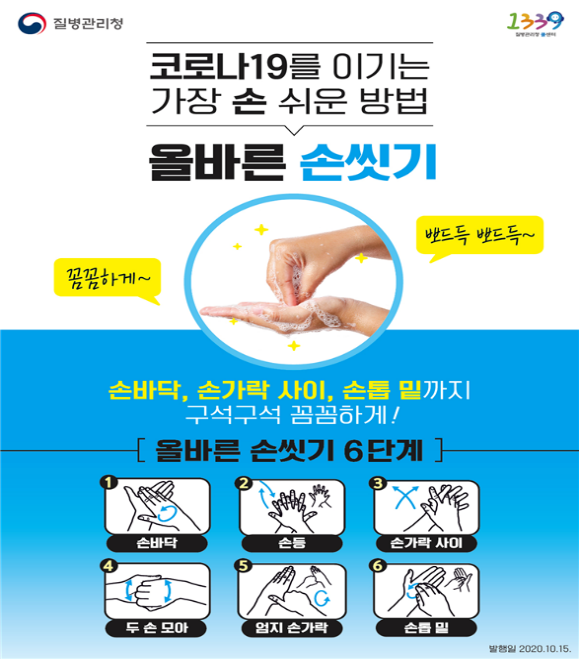 질병관리청
1339
질병관리청 콜센터
코로나19를 이기는
가장 손 쉬운 방법
올바른 손씻기
뽀드득 뽀드득~
꼼꼼하게~
손바닥, 손가락 사이, 손톱 밑까지
구석구석 꼼꼼하게!
[ 올바른 손씻기 6단계 ]
1 2 3
손바닥 손등 손가락 사이
4 5 6
두 손 모아 엄지 손가락 손톱 밑
발행일 2020.10.15.